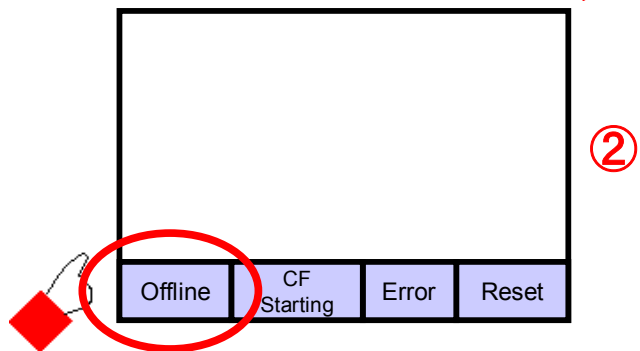 ②
Offline
CF
Starting
Error
Reset